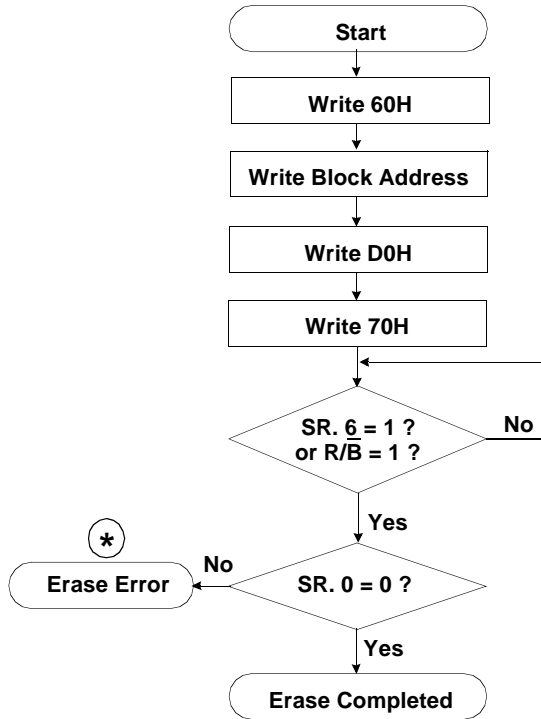 Start
Write 60H
Write Block Address
Write D0H
Write 70H
SR. 6 = 1 ?
or R/B̅ = 1 ?
No
Yes
*
No
Erase Error
SR. 0 = 0 ?
Yes
Erase Completed